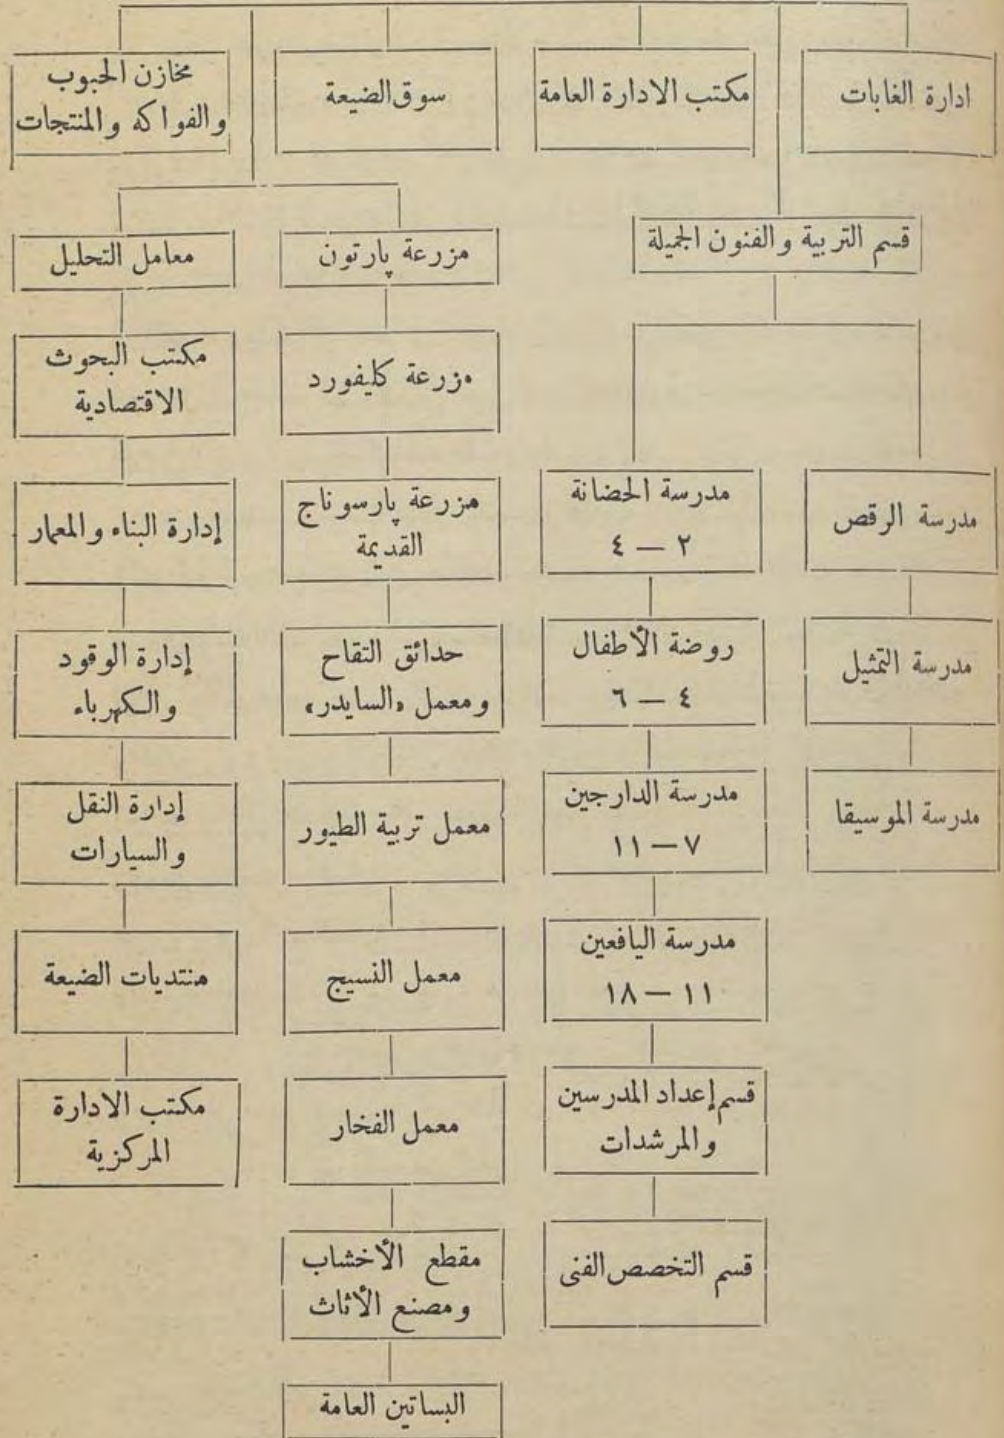 ادارة الغابات
مكتب الادارة العامة
سوق الضيعة
مخازن الحبوب
والفواكه والمنتجات
قسم التربية والفنون الجميلة
مدرسة الرقص
مدرسة التمثيل
مدرسة الموسيقا
مدرسة الحضانة
٢ — ٤
روضة الأطفال
٤ — ٦
مدرسة الدارجين
٧ — ١١
مدرسة اليافعين
١١ — ١٨
قسم إعداد المدرسين
والمرشدات
قسم التخصص الفنى
مزرعة پارتون
مزرعة كليفورد
مزرعة پارسوناج
القديمة
حدائق التفاح
ومعمل «السايدر»
معمل تربية الطيور
معمل النسيج
معمل الفخار
مقطع الأخشاب
ومصنع الأثاث
البساتين العامة
معامل التحليل
مكتب البحوث
الاقتصادية
إدارة البناء والمعمار
إدارة الوقود
والكهرباء
إدارة النقل
والسيارات
منتديات الضيعة
مكتب الادارة
المركزية